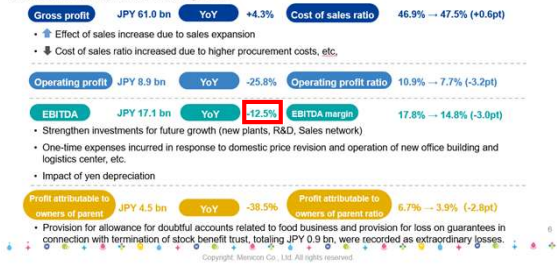 Gross profit JPY 61.0 bn YoY +4.3% Cost of sales ratio 46.9% → 47.5% (+0.6pt)
• ⬆ Effect of sales increase due to sales expansion
• ⬇ Cost of sales ratio increased due to higher procurement costs, etc,
Operating profit JPY 8.9 bn YoY -25.8% Operating profit ratio 10.9% → 7.7% (-3.2pt)
EBITDA JPY 17.1 bn YoY -12.5% EBITDA margin 17.8% → 14.8% (-3.0pt)
• Strengthen investments for future growth (new plants, R&D, Sales network)
• One-time expenses incurred in response to domestic price revision and operation of new office building and
logistics center, etc.
• Impact of yen depreciation
Profit attributable to
owners of parent JPY 4.5 bn YoY -38.5% Profit attributable to
owners of parent ratio 6.7% → 3.9% (-2.8pt)
• Provision for allowance for doubtful accounts related to food business and provision for loss on guarantees in
connection with termination of stock benefit trust, totaling JPY 0.9 bn, were recorded as extraordinary losses.
6
Copyright. Menicon Co., Ltd. All rights reserved.